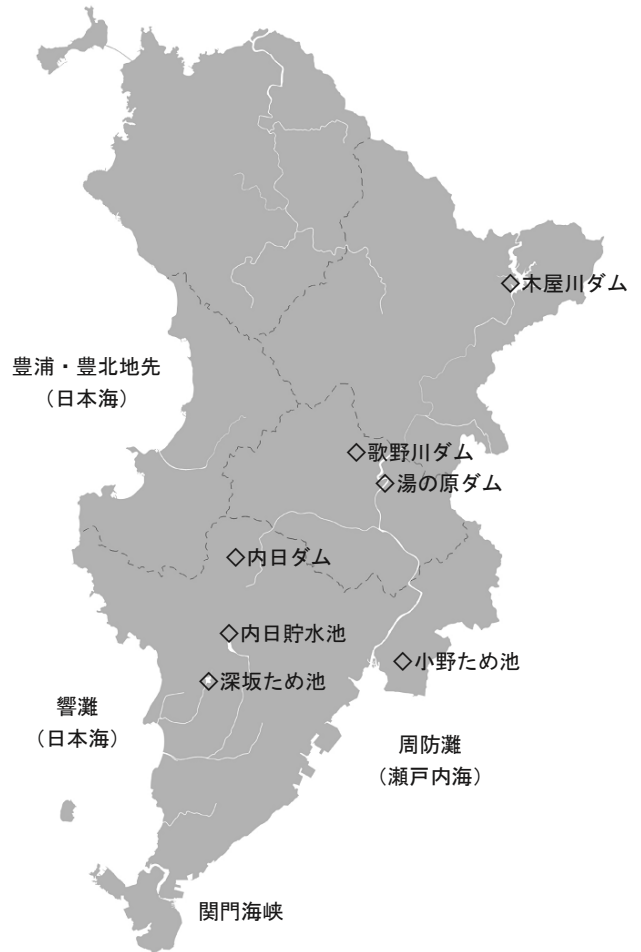 ◇木屋川ダム
豊浦・豊北地先
（日本海）
◇歌野川ダム
◇湯の原ダム
◇内日ダム
◇内日貯水池
◇小野ため池
◇深坂ため池
響灘
（日本海）
周防灘
（瀬戸内海）
関門海峡